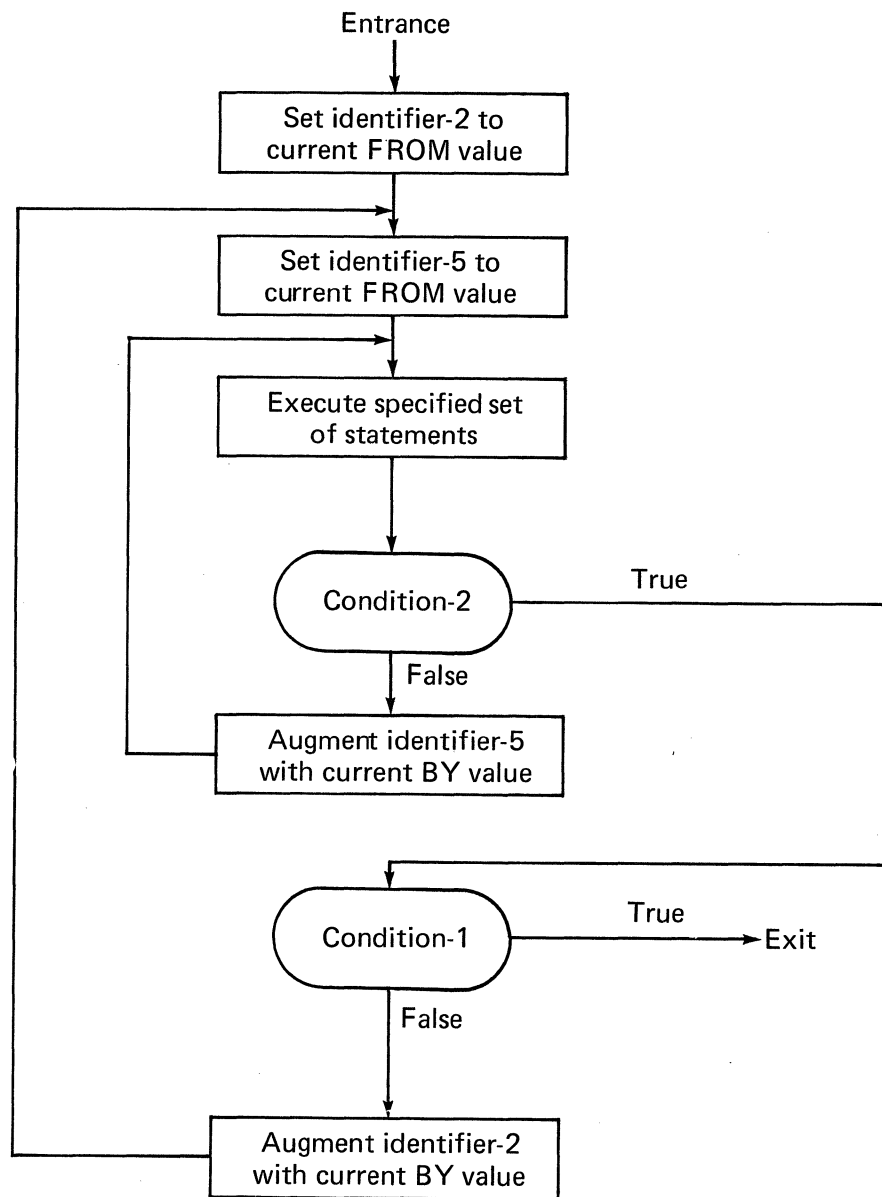 Entrance
Set identifier-2 to
current FROM value
Set identifier-5 to
current FROM value
Execute specified set
of statements
Condition-2
True
False
Augment identifier-5
with current BY value
Condition-1
True
Exit
False
Augment identifier-2
with current BY value